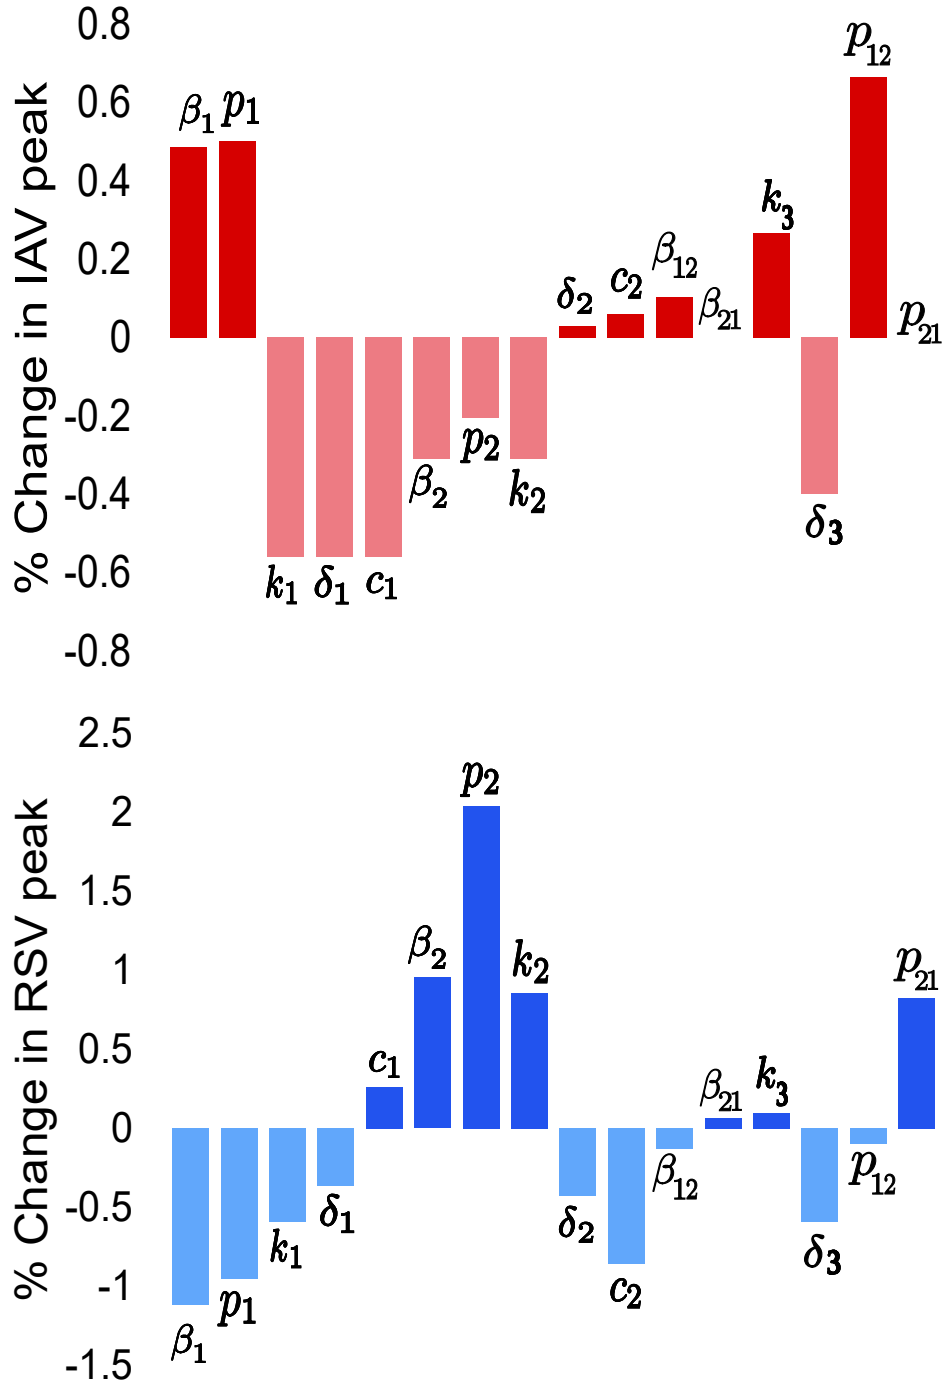 % Change in IAV peak
0.8
0.6
0.4
0.2
0
-0.2
-0.4
-0.6
-0.8
β₁
p₁
k₁
δ₁
c₁
β₂
p₂
k₂
δ₂
c₂
β₁₂
β₂₁
k₃
δ₃
p₁₂
p₂₁
% Change in RSV peak
2.5
2
1.5
1
0.5
0
-0.5
-1
-1.5
β₁
p₁
k₁
δ₁
c₁
β₂
p₂
k₂
δ₂
c₂
β₁₂
β₂₁
k₃
δ₃
p₁₂
p₂₁